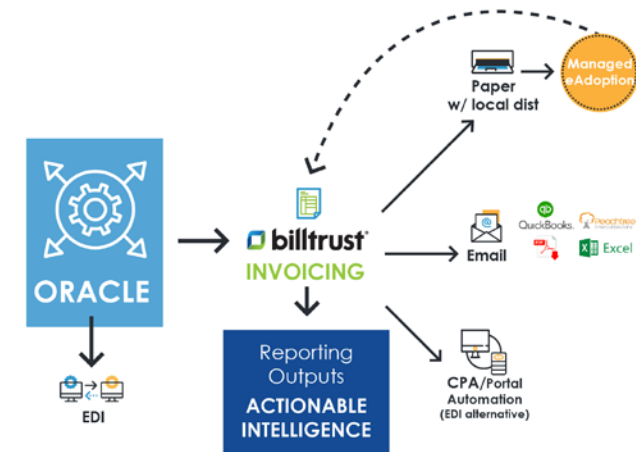 Managed
eAdoption
Paper
w/ local dist
ORACLE
billtrust
INVOICING
Email
QuickBooks.
Peachtree
PDF
Excel
EDI
Reporting
Outputs
ACTIONABLE
INTELLIGENCE
CPA/Portal
Automation
(EDI alternative)